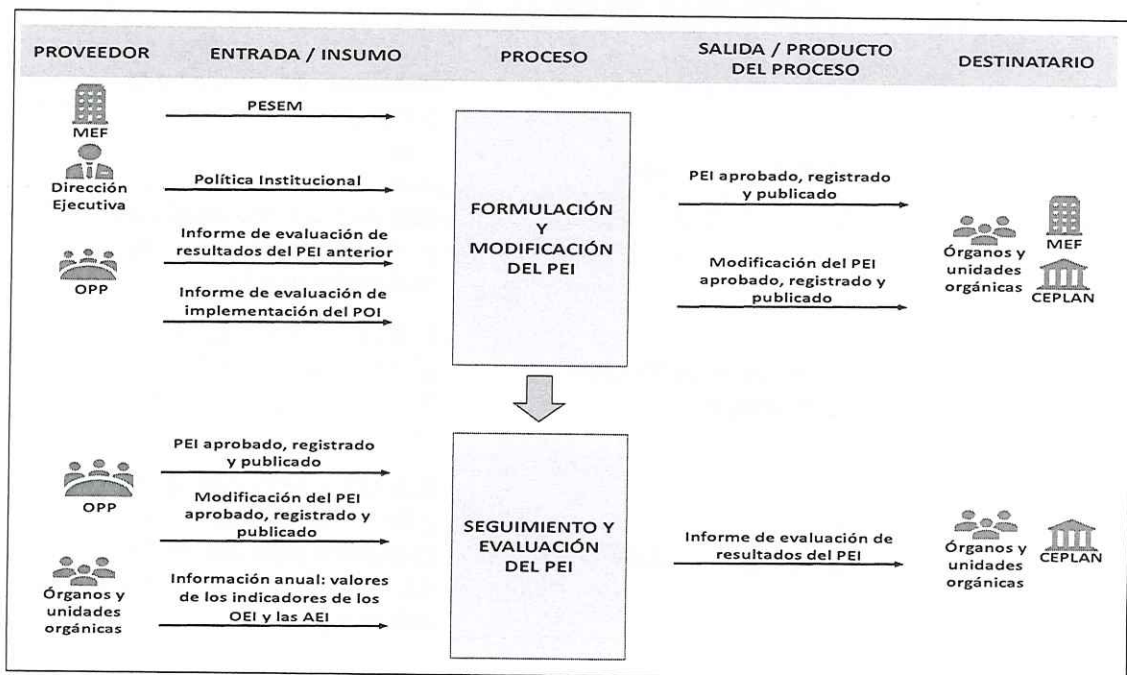 PROVEEDOR
ENTRADA / INSUMO
PROCESO
SALIDA / PRODUCTO
DEL PROCESO
DESTINATARIO
MEF
PESEM
Dirección
Ejecutiva
Política Institucional
OPP
Informe de evaluación de
resultados del PEI anterior
Informe de evaluación de
implementación del POI
FORMULACIÓN
Y
MODIFICACIÓN
DEL PEI
PEI aprobado, registrado
y publicado
Modificación del PEI
aprobado, registrado y
publicado
Órganos y
unidades
orgánicas
MEF
CEPLAN
OPP
PEI aprobado, registrado
y publicado
Modificación del PEI
aprobado, registrado y
publicado
Órganos y
unidades
orgánicas
Información anual: valores
de los indicadores de los
OEI y las AEI
SEGUIMIENTO Y
EVALUACIÓN
DEL PEI
Informe de evaluación de
resultados del PEI
Órganos y
unidades
orgánicas
CEPLAN